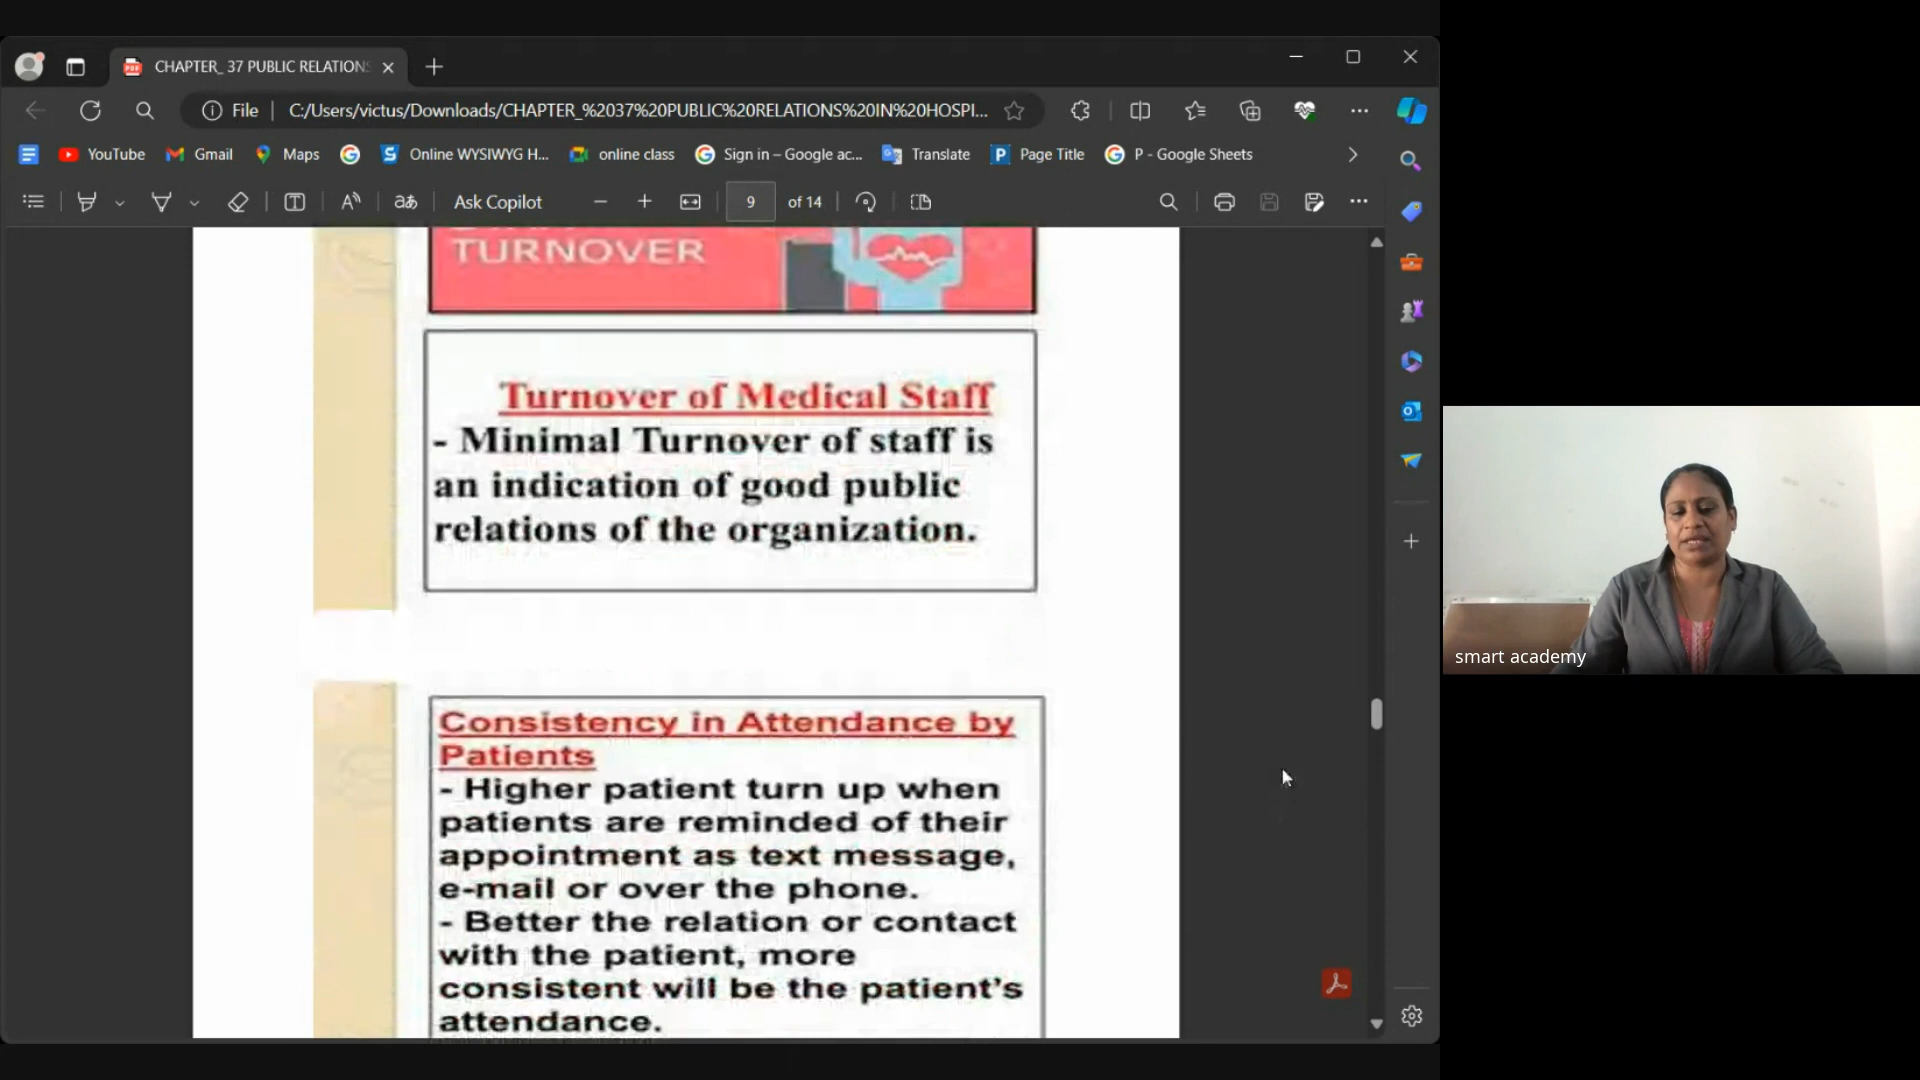 CHAPTER_ 37 PUBLIC RELATIONS
File
C:/Users/victus/Downloads/CHAPTER_%2037%20PUBLIC%20RELATIONS%20IN%20HOSPI...
YouTube
Gmail
Maps
Online WYSIWYG H...
online class
Sign in – Google ac...
Translate
Page Title
P - Google Sheets
Ask Copilot
9
of 14
TURNOVER
Turnover of Medical Staff
- Minimal Turnover of staff is
an indication of good public
relations of the organization.
Consistency in Attendance by
Patients
- Higher patient turn up when
patients are reminded of their
appointment as text message,
e-mail or over the phone.
- Better the relation or contact
with the patient, more
consistent will be the patient's
attendance.
smart academy